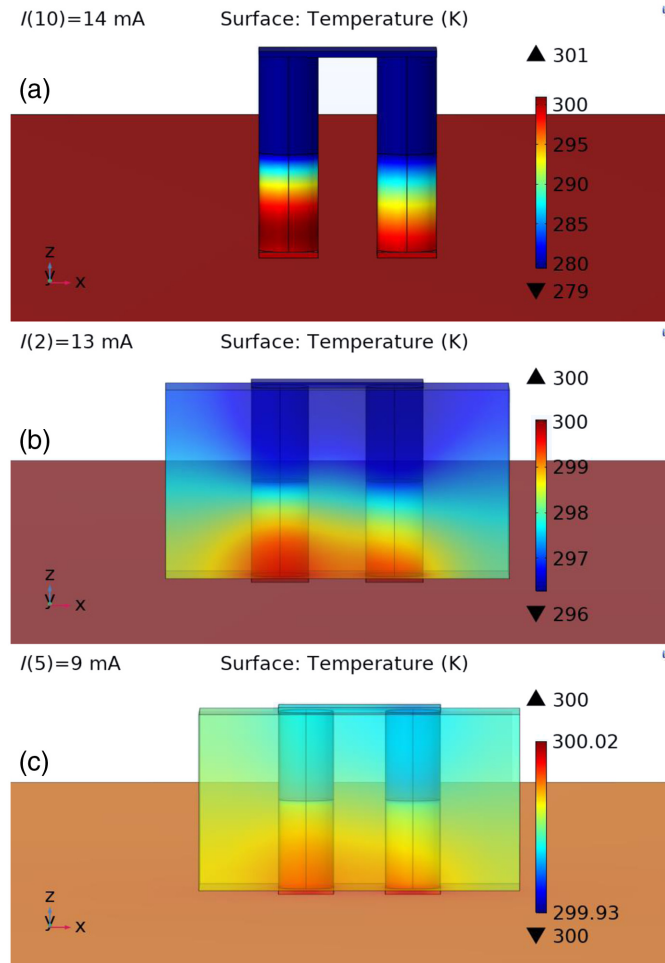 I(10)=14 mA Surface: Temperature (K)
(a)
▲ 301
300
295
290
285
280
▼ 279
z
y x
I(2)=13 mA Surface: Temperature (K)
(b)
▲ 300
300
299
298
297
▼ 296
z
y x
I(5)=9 mA Surface: Temperature (K)
(c)
▲ 300
300.02
299.93
▼ 300
z
y x